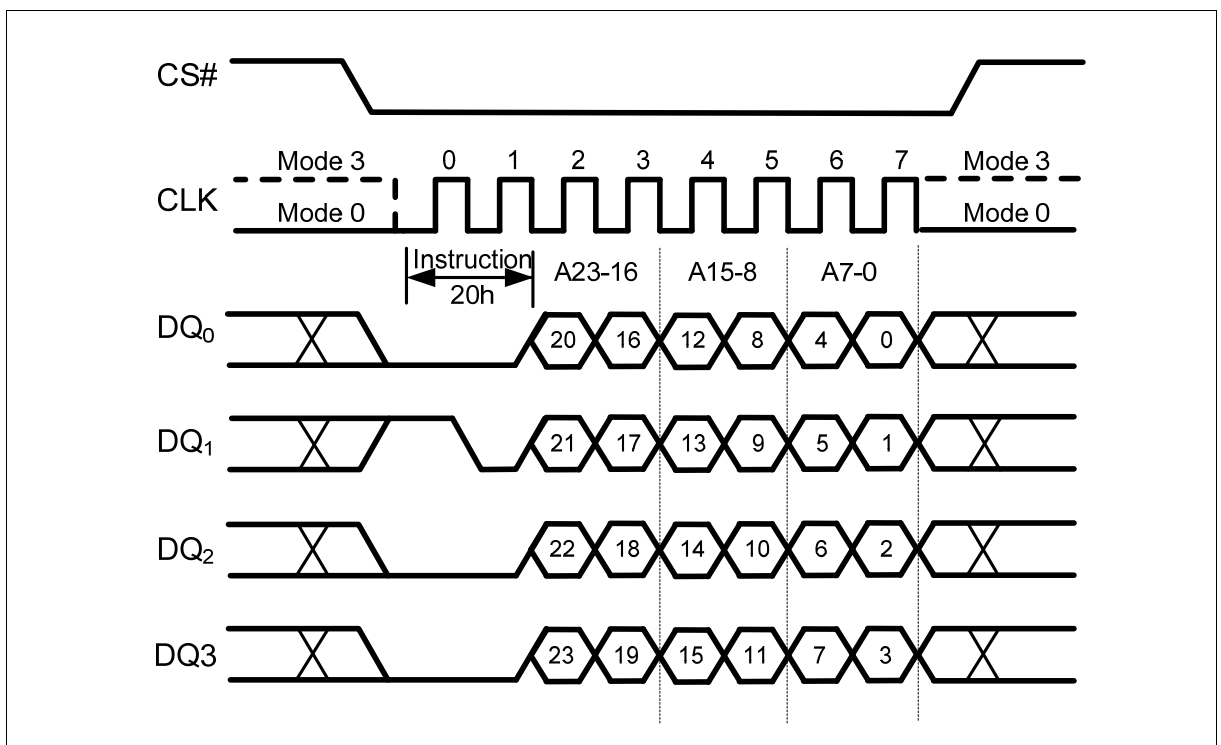 CS#
Mode 3 0 1 2 3 4 5 6 7 Mode 3
CLK
Mode 0 Mode 0
Instruction A23-16 A15-8 A7-0
20h
DQ0 20 16 12 8 4 0
DQ1 21 17 13 9 5 1
DQ2 22 18 14 10 6 2
DQ3 23 19 15 11 7 3